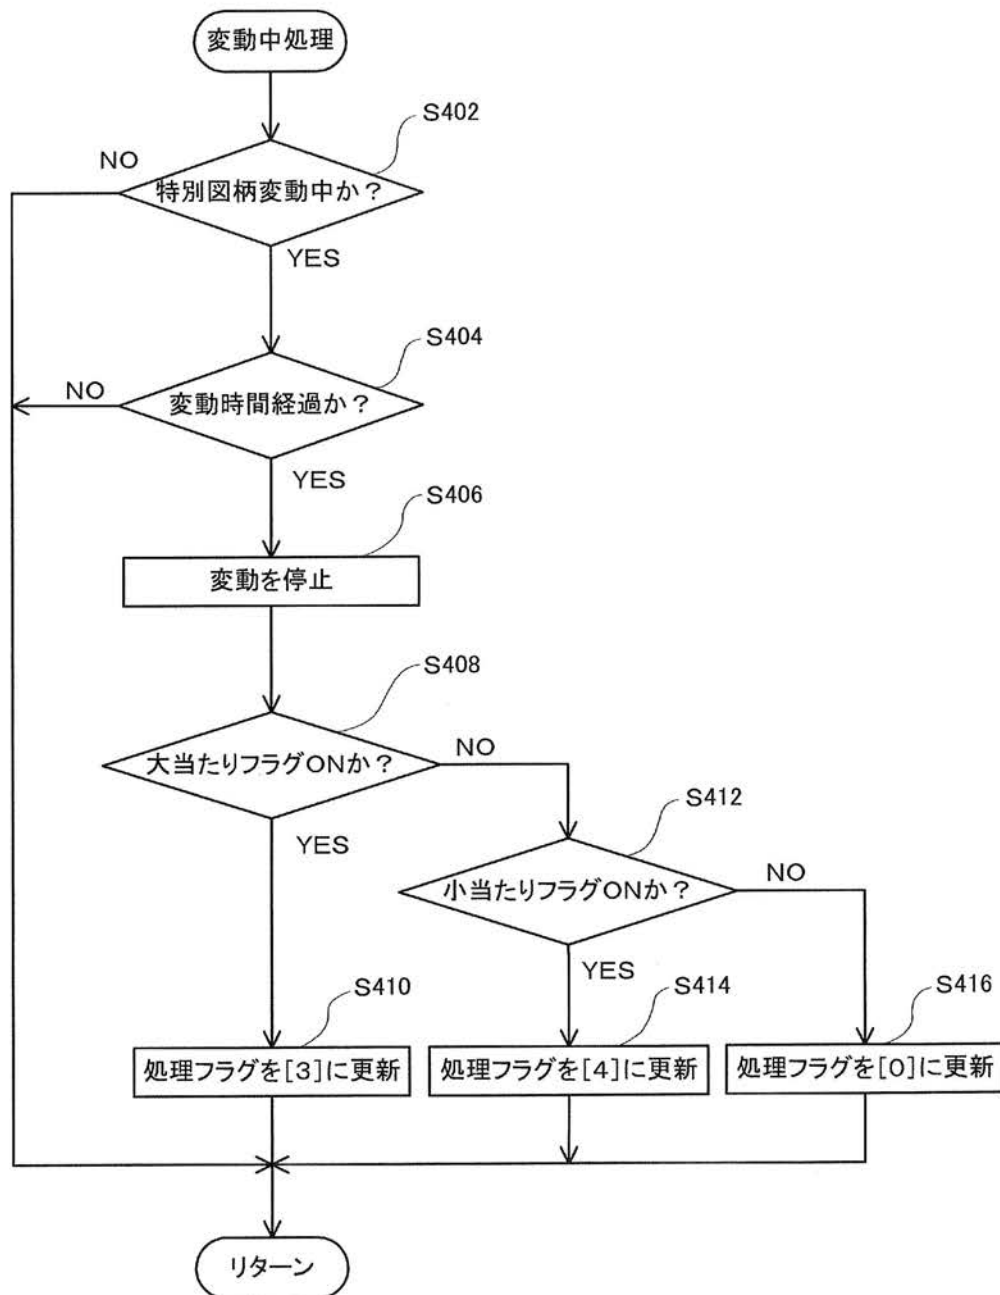 変動中処理
S402
NO
特別図柄変動中か？
YES
S404
NO
変動時間経過か？
YES
S406
変動を停止
S408
大当たりフラグONか？
NO
YES
S412
小当たりフラグONか？
NO
YES
S410
S414
S416
処理フラグを[3]に更新
処理フラグを[4]に更新
処理フラグを[0]に更新
リターン